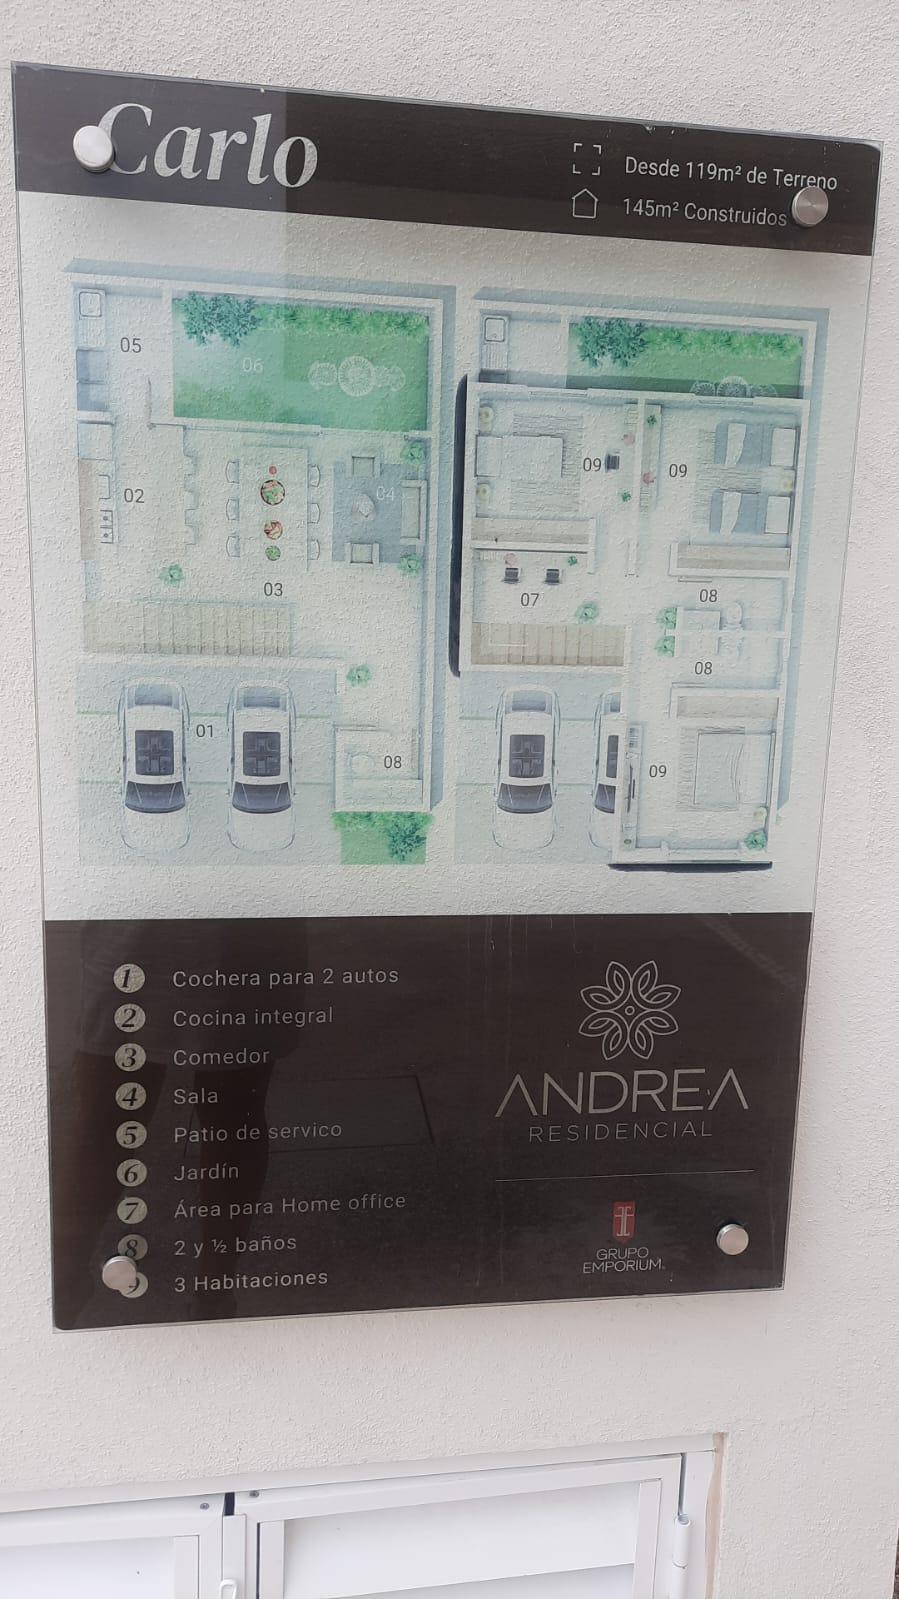 Carlo
Desde 119m² de Terreno
145m² Construidos
05
06
02
04
03
01
08
09
09
07
08
08
09
1 Cochera para 2 autos
2 Cocina integral
3 Comedor
4 Sala
5 Patio de servico
6 Jardín
7 Área para Home office
8 2 y ½ baños
9 3 Habitaciones
ANDREA
RESIDENCIAL
GRUPO
EMPORIUM